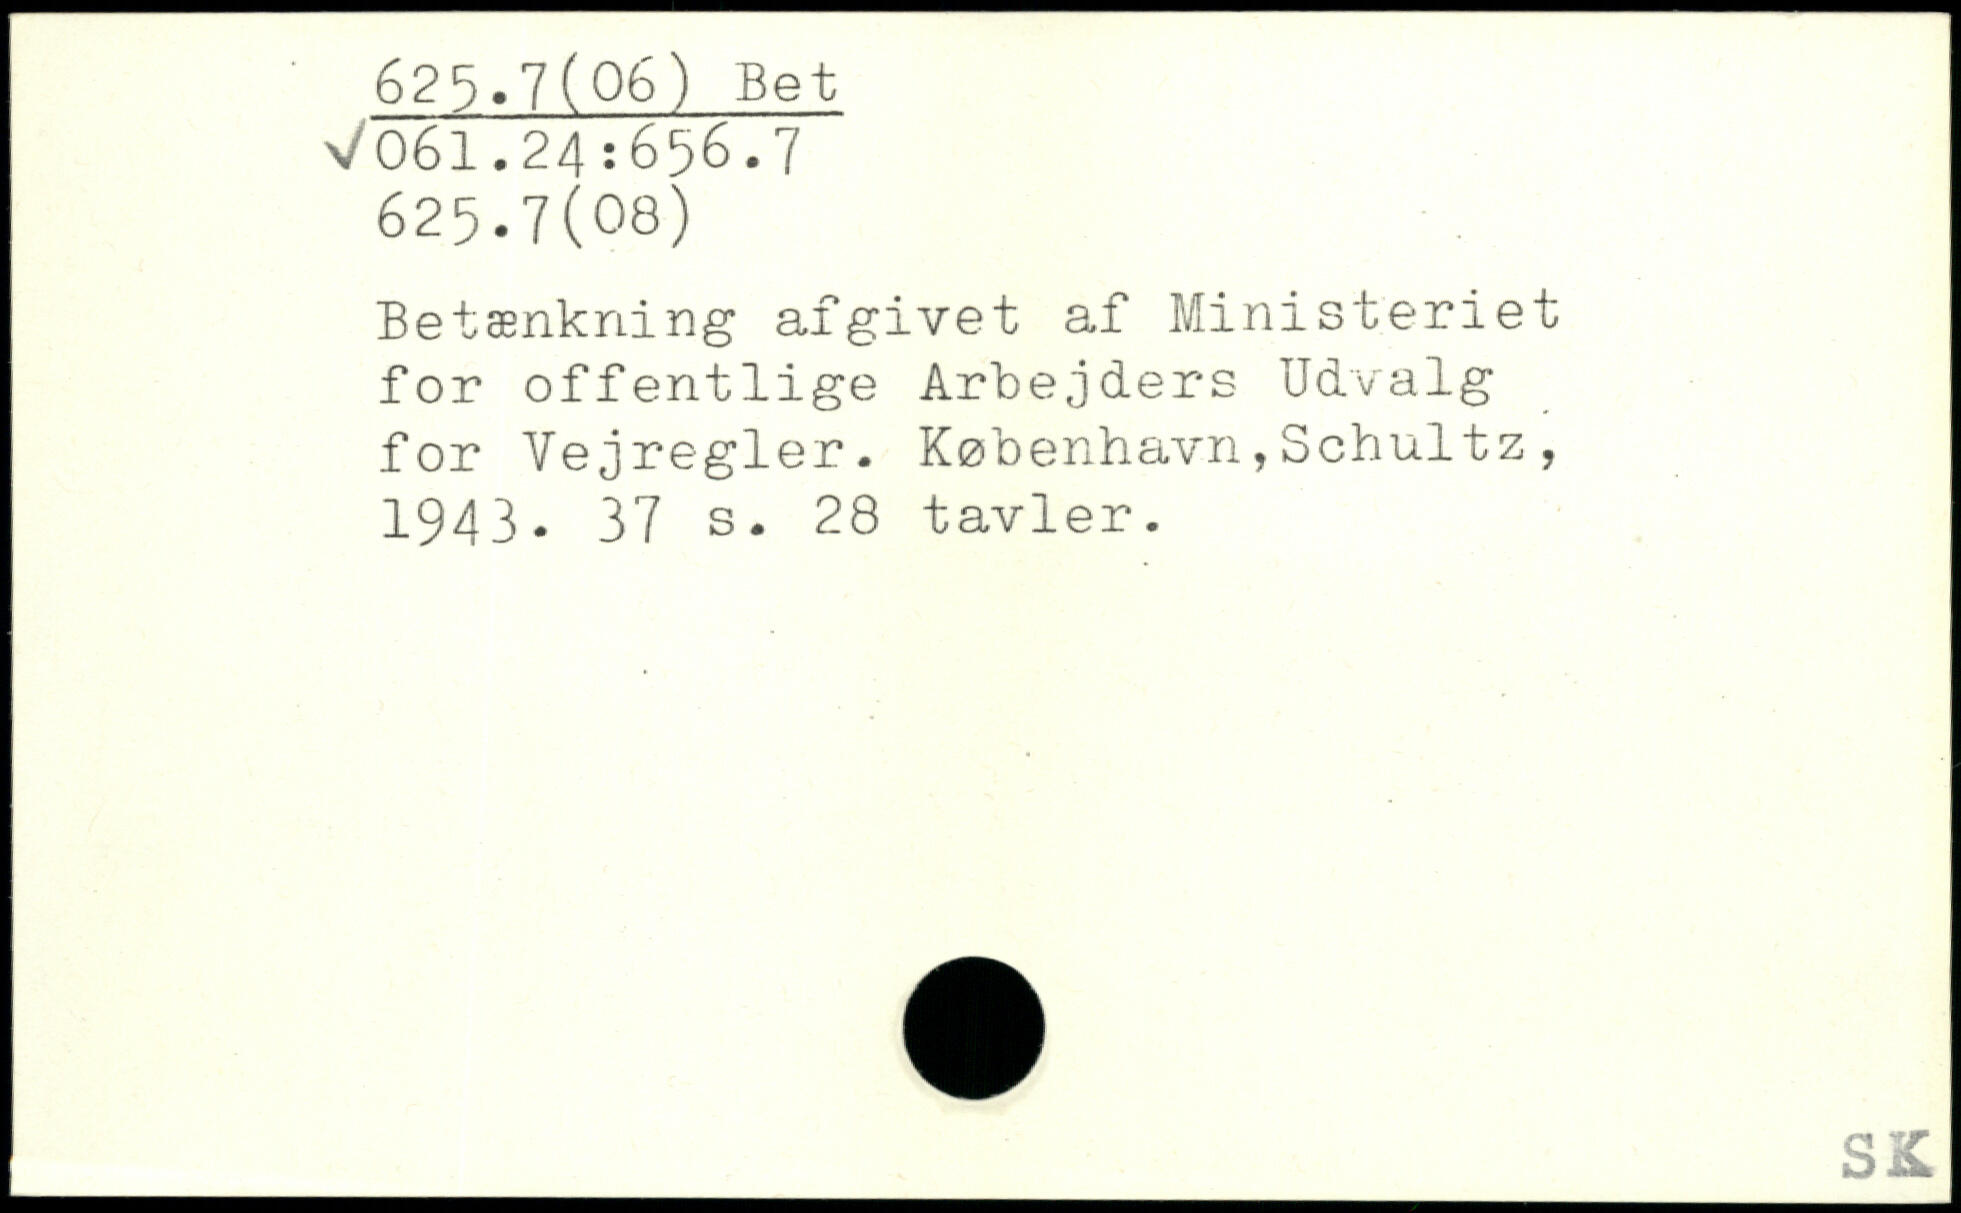 625.7(06) Bet
✓061.24:656.7
625.7(08)
Betænkning afgivet af Ministeriet
for offentlige Arbejders Udvalg
for Vejregler. København,Schultz,
1943. 37 s. 28 tavler.
SK